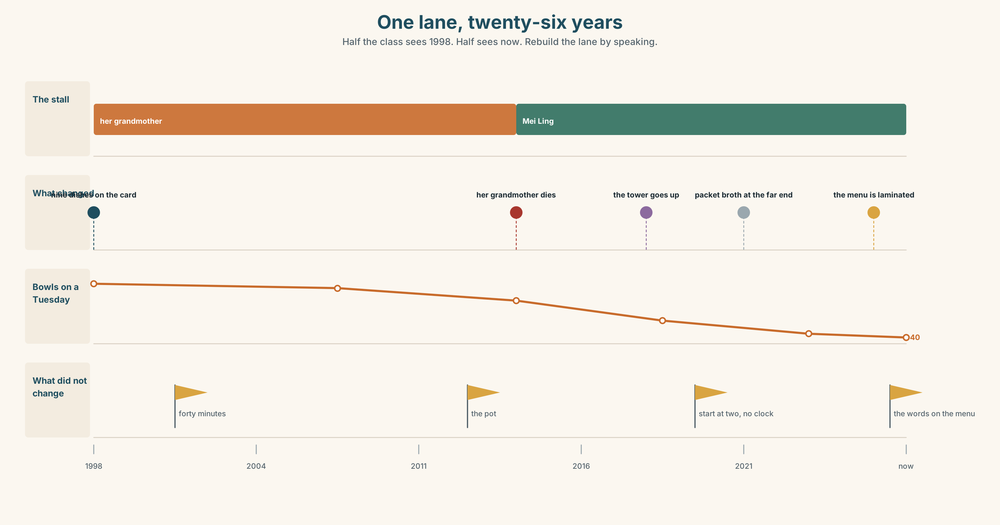 One lane, twenty-six years
Half the class sees 1998. Half sees now. Rebuild the lane by speaking.
The stall
her grandmother
Mei Ling
What changed
nine dishes on the card
her grandmother dies
the tower goes up
packet broth at the far end
the menu is laminated
Bowls on a
Tuesday
40
What did not
change
forty minutes
the pot
start at two, no clock
the words on the menu
1998
2004
2011
2016
2021
now